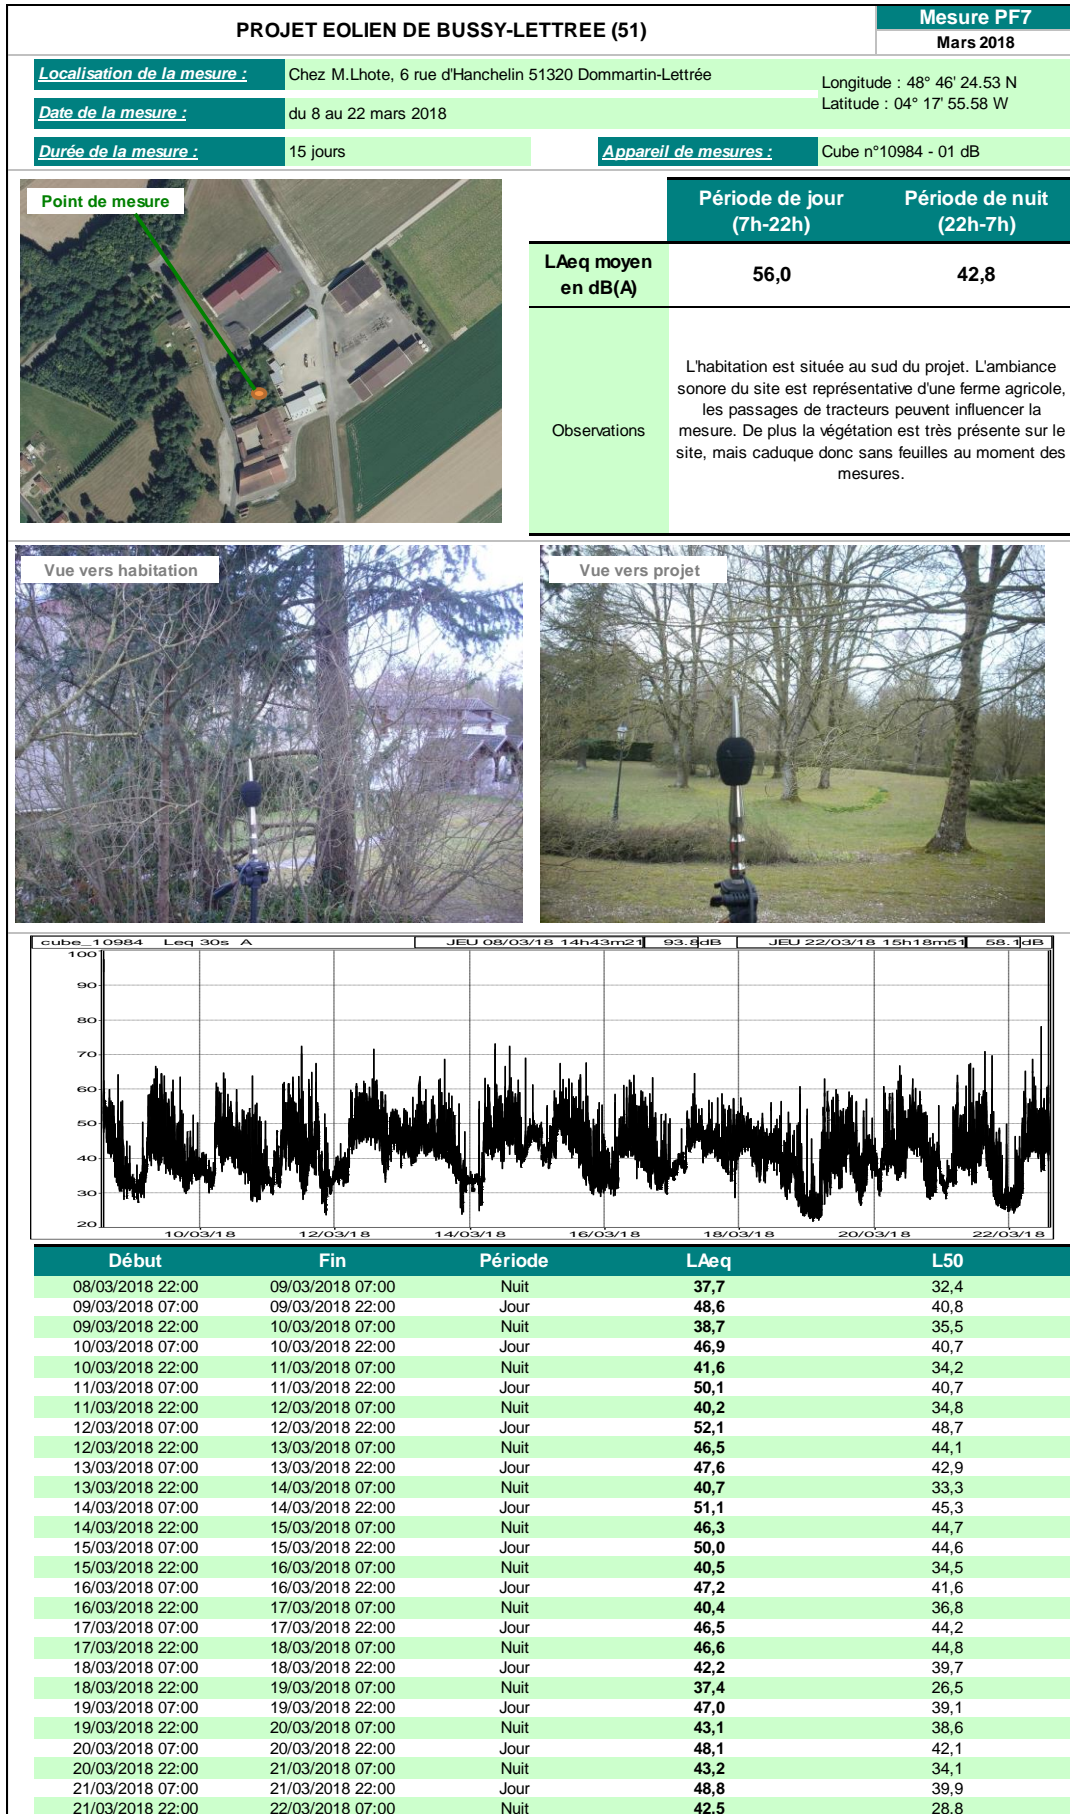 PROJET EOLIEN DE BUSSY-LETTREE (51)
Mesure PF7
Mars 2018
Localisation de la mesure :
Chez M.Lhote, 6 rue d'Hanchelin 51320 Dommartin-Lettrée
Longitude : 48° 46' 24.53 N
Latitude : 04° 17' 55.58 W
Date de la mesure :
du 8 au 22 mars 2018
Durée de la mesure :
15 jours
Appareil de mesures :
Cube n°10984 - 01 dB
Point de mesure
Période de jour
(7h-22h)
Période de nuit
(22h-7h)
LAeq moyen
en dB(A)
56,0
42,8
Observations
L'habitation est située au sud du projet. L'ambiance
sonore du site est représentative d'une ferme agricole,
les passages de tracteurs peuvent influencer la
mesure. De plus la végétation est très présente sur le
site, mais caduque donc sans feuilles au moment des
mesures.
Vue vers habitation
Vue vers projet
cube_10984 Leq 30s A JEU 08/03/18 14h43m21 93.8dB JEU 22/03/18 15h18m51 58.1dB
100
90
80
70
60
50
40
30
20
10/03/18 12/03/18 14/03/18 16/03/18 18/03/18 20/03/18 22/03/18
Début Fin Période LAeq L50
08/03/2018 22:00 09/03/2018 07:00 Nuit 37,7 32,4
09/03/2018 07:00 09/03/2018 22:00 Jour 48,6 40,8
09/03/2018 22:00 10/03/2018 07:00 Nuit 38,7 35,5
10/03/2018 07:00 10/03/2018 22:00 Jour 46,9 40,7
10/03/2018 22:00 11/03/2018 07:00 Nuit 41,6 34,2
11/03/2018 07:00 11/03/2018 22:00 Jour 50,1 40,7
11/03/2018 22:00 12/03/2018 07:00 Nuit 40,2 34,8
12/03/2018 07:00 12/03/2018 22:00 Jour 52,1 48,7
12/03/2018 22:00 13/03/2018 07:00 Nuit 46,5 44,1
13/03/2018 07:00 13/03/2018 22:00 Jour 47,6 42,9
13/03/2018 22:00 14/03/2018 07:00 Nuit 40,7 33,3
14/03/2018 07:00 14/03/2018 22:00 Jour 51,1 45,3
14/03/2018 22:00 15/03/2018 07:00 Nuit 46,3 44,7
15/03/2018 07:00 15/03/2018 22:00 Jour 50,0 44,6
15/03/2018 22:00 16/03/2018 07:00 Nuit 40,5 34,5
16/03/2018 07:00 16/03/2018 22:00 Jour 47,2 41,6
16/03/2018 22:00 17/03/2018 07:00 Nuit 40,4 36,8
17/03/2018 07:00 17/03/2018 22:00 Jour 46,5 44,2
17/03/2018 22:00 18/03/2018 07:00 Nuit 46,6 44,8
18/03/2018 07:00 18/03/2018 22:00 Jour 42,2 39,7
18/03/2018 22:00 19/03/2018 07:00 Nuit 37,4 26,5
19/03/2018 07:00 19/03/2018 22:00 Jour 47,0 39,1
19/03/2018 22:00 20/03/2018 07:00 Nuit 43,1 38,6
20/03/2018 07:00 20/03/2018 22:00 Jour 48,1 42,1
20/03/2018 22:00 21/03/2018 07:00 Nuit 43,2 34,1
21/03/2018 07:00 21/03/2018 22:00 Jour 48,8 39,9
21/03/2018 22:00 22/03/2018 07:00 Nuit 42,5 28,8